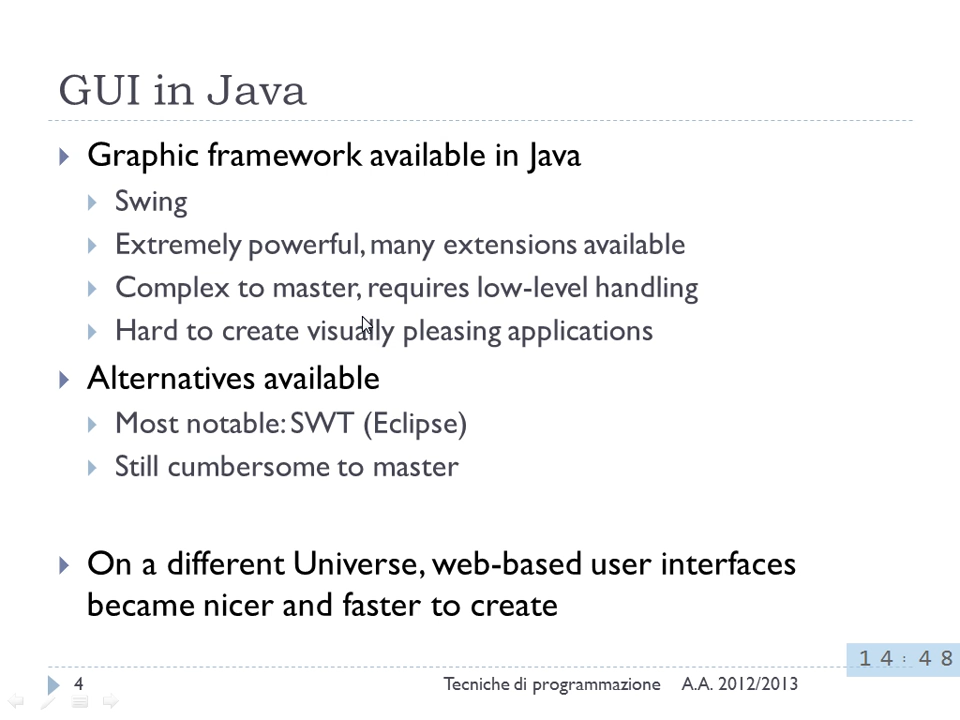 GUI in Java
Graphic framework available in Java
Swing
Extremely powerful, many extensions available
Complex to master, requires low-level handling
Hard to create visually pleasing applications
Alternatives available
Most notable: SWT (Eclipse)
Still cumbersome to master
On a different Universe, web-based user interfaces
became nicer and faster to create
14:48
4 Tecniche di programmazione A.A. 2012/2013